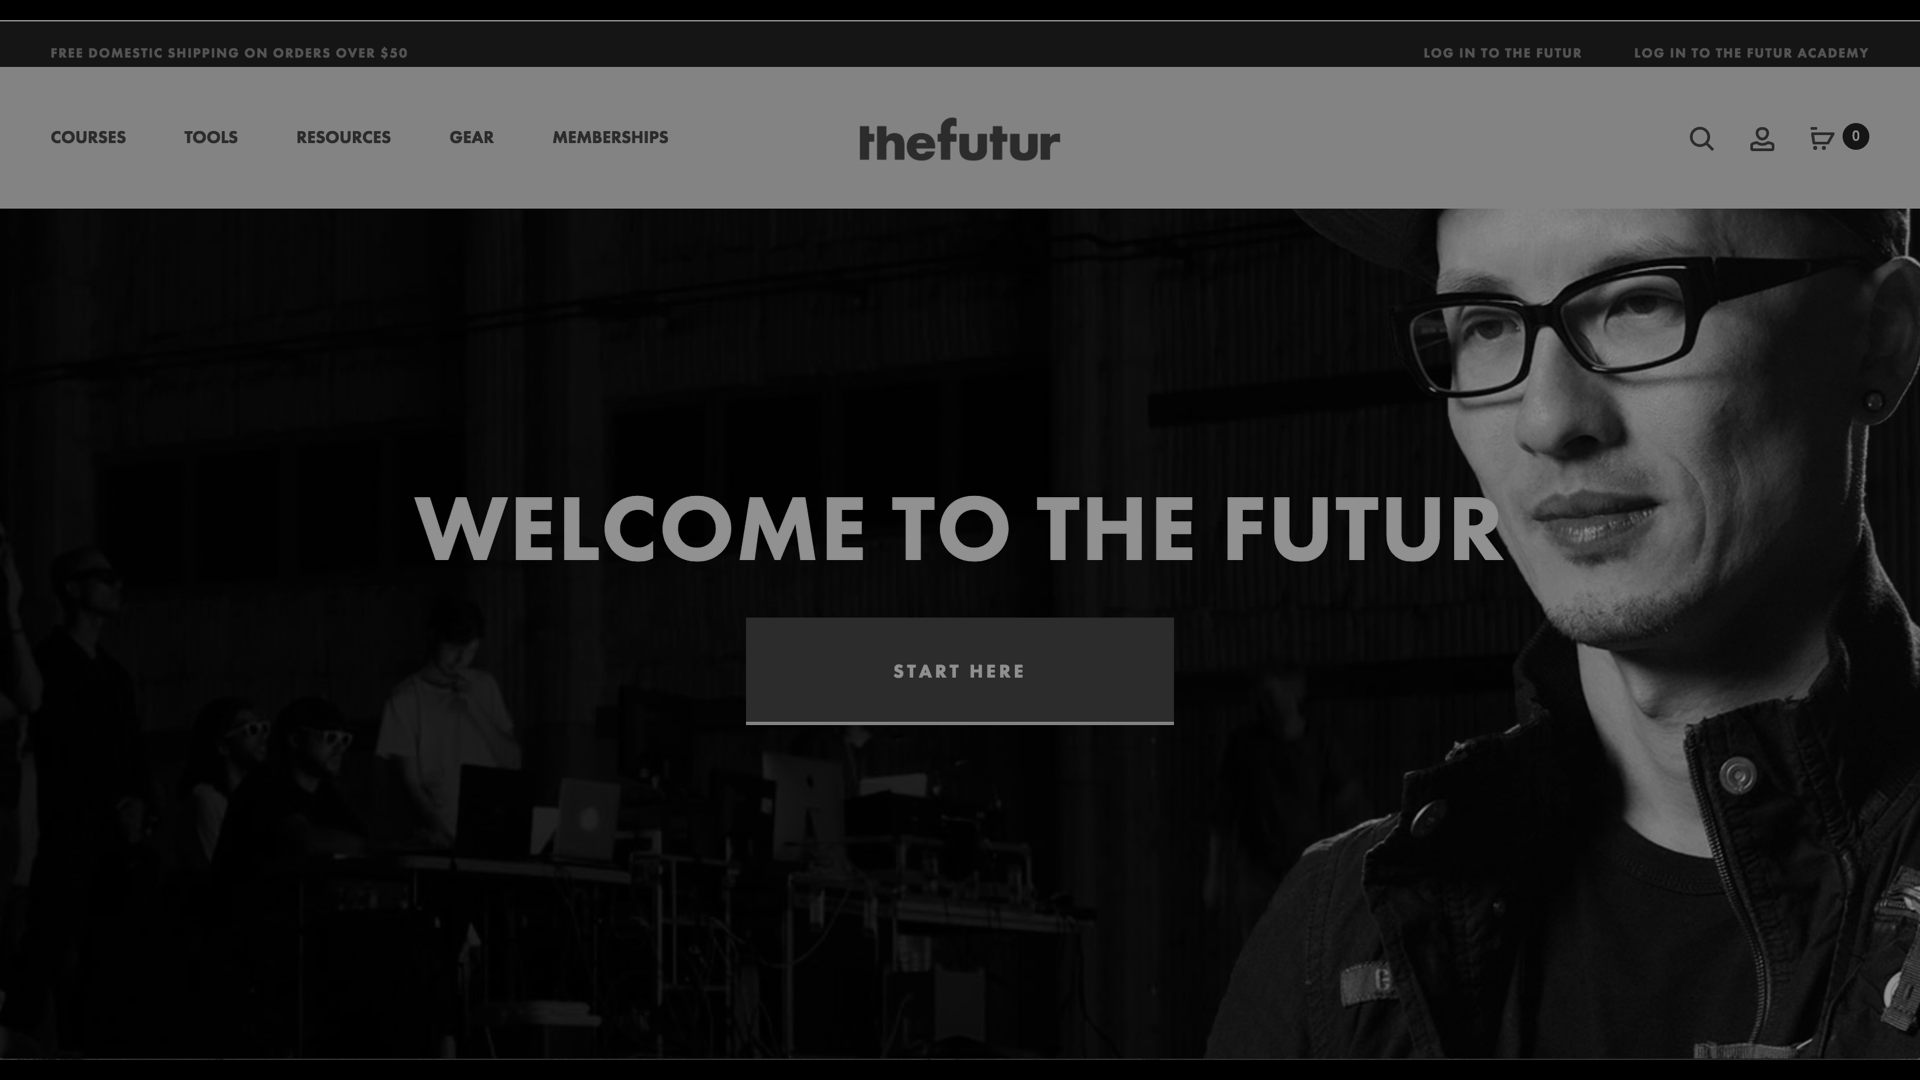 FREE DOMESTIC SHIPPING ON ORDERS OVER $50
LOG IN TO THE FUTUR
LOG IN TO THE FUTUR ACADEMY
COURSES
TOOLS
RESOURCES
GEAR
MEMBERSHIPS
thefutur
0
WELCOME TO THE FUTUR
START HERE